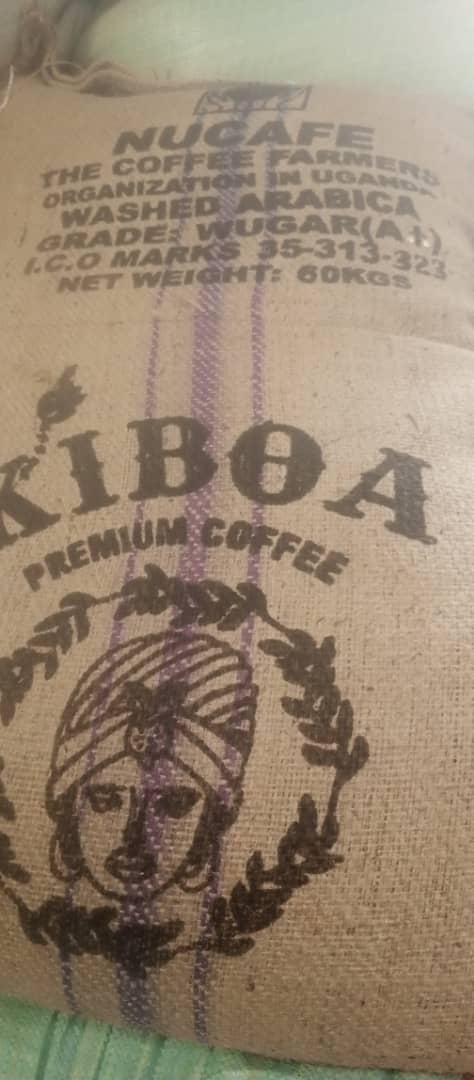 NUCAFE
THE COFFEE FARMERS
ORGANIZATION IN UGANDA
WASHED ARABICA
GRADE: WUGAR(A+)
I.C.O MARKS 35-313-323
NET WEIGHT: 60KGS
KIBOA
PREMIUM COFFEE